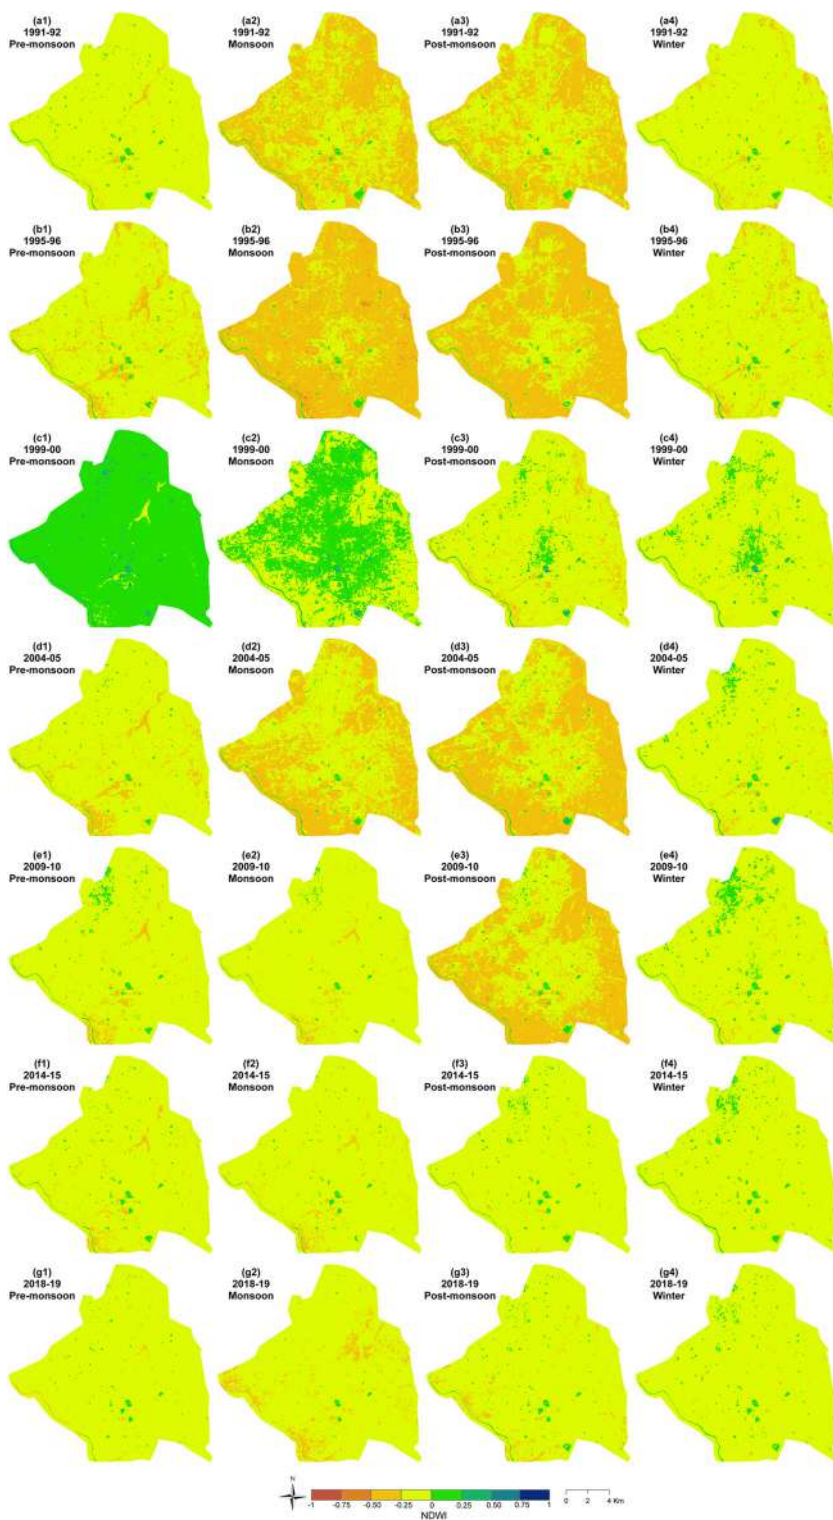 (a1) (a2) (a3) (a4)
1991-92 1991-92 1991-92 1991-92
Pre-monsoon Monsoon Post-monsoon Winter
(b1) (b2) (b3) (b4)
1995-96 1995-96 1995-96 1995-96
Pre-monsoon Monsoon Post-monsoon Winter
(c1) (c2) (c3) (c4)
1999-00 1999-00 1999-00 1999-00
Pre-monsoon Monsoon Post-monsoon Winter
(d1) (d2) (d3) (d4)
2004-05 2004-05 2004-05 2004-05
Pre-monsoon Monsoon Post-monsoon Winter
(e1) (e2) (e3) (e4)
2009-10 2009-10 2009-10 2009-10
Pre-monsoon Monsoon Post-monsoon Winter
(f1) (f2) (f3) (f4)
2014-15 2014-15 2014-15 2014-15
Pre-monsoon Monsoon Post-monsoon Winter
(g1) (g2) (g3) (g4)
2018-19 2018-19 2018-19 2018-19
Pre-monsoon Monsoon Post-monsoon Winter
N
-1 -0.75 -0.50 -0.25 0 0.25 0.50 0.75 1 0 2 4 Km
NDWI